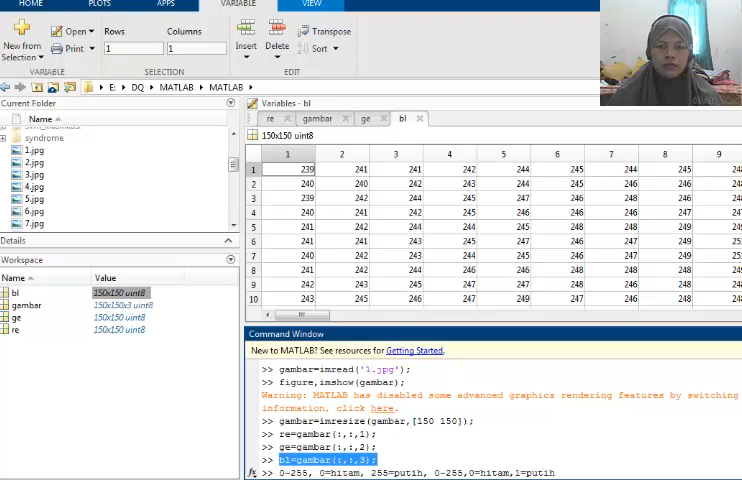 HOME PLOTS APPS VARIABLE VIEW
New from Selection Open Print Rows Columns 1 1 Insert Delete Transpose Sort
VARIABLE SELECTION EDIT
E: DQ MATLAB MATLAB
Current Folder
Name
syndrome
1.jpg
2.jpg
3.jpg
4.jpg
5.jpg
6.jpg
7.jpg
Details
Workspace
Name Value
bl 150x150 uint8
gambar 150x150x3 uint8
ge 150x150 uint8
re 150x150 uint8
Variables - bl
re gambar ge bl
150x150 uint8
1 2 3 4 5 6 7 8 9
1 239 241 241 242 244 245 244 245
2 240 240 242 243 244 245 246 246
3 239 242 244 245 247 246 248 248
4 240 241 242 244 246 246 247 247
5 241 242 244 244 245 247 248 249
6 241 241 243 245 246 247 247 249
7 240 242 243 245 247 246 247 249
8 241 242 244 246 246 248 248 248
9 242 243 245 247 247 246 248 249
10 243 245 246 247 249 247 246 248
Command Window
New to MATLAB? See resources for Getting Started.
>> gambar=imread('1.jpg');
>> figure,imshow(gambar);
Warning: MATLAB has disabled some advanced graphics rendering features by switching
information, click here.
>> gambar=imresize(gambar,[150 150]);
>> re=gambar(:,:,1);
>> ge=gambar(:,:,2);
>> bl=gambar(:,:,3);
fx >> 0-255, 0=hitam, 255=putih, 0-255,0=hitam,1=putih